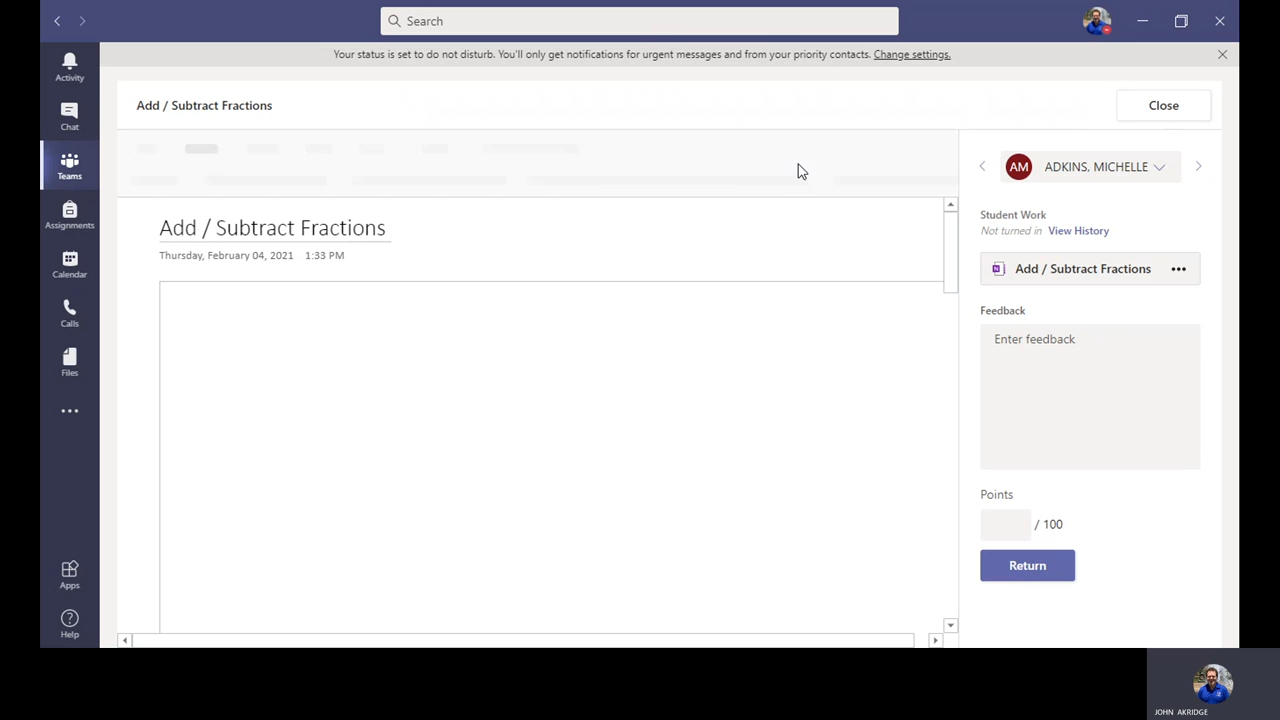 Search
Your status is set to do not disturb. You'll only get notifications for urgent messages and from your priority contacts. Change settings.
Activity
Chat
Teams
Assignments
Calendar
Calls
Files
Apps
Help
Add / Subtract Fractions
Close
Add / Subtract Fractions
Thursday, February 04, 2021 1:33 PM
AM ADKINS, MICHELLE
Student Work
Not turned in View History
Add / Subtract Fractions
Feedback
Enter feedback
Points
/ 100
Return
JOHN AKRIDGE